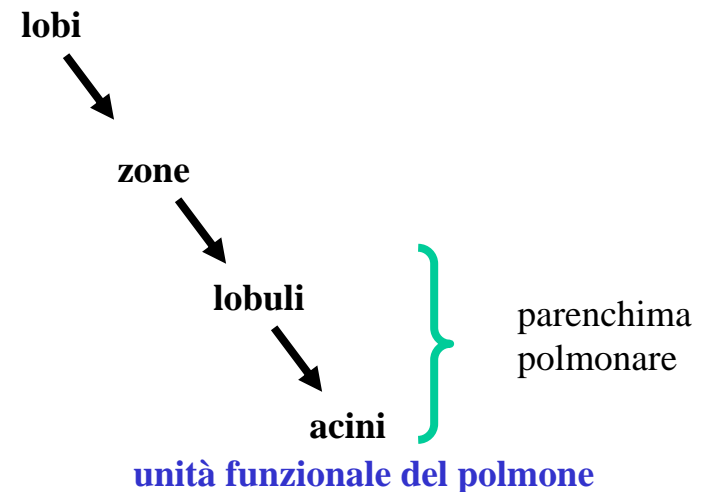 lobi
zone
lobuli
parenchima
polmonare
acini
unità funzionale del polmone